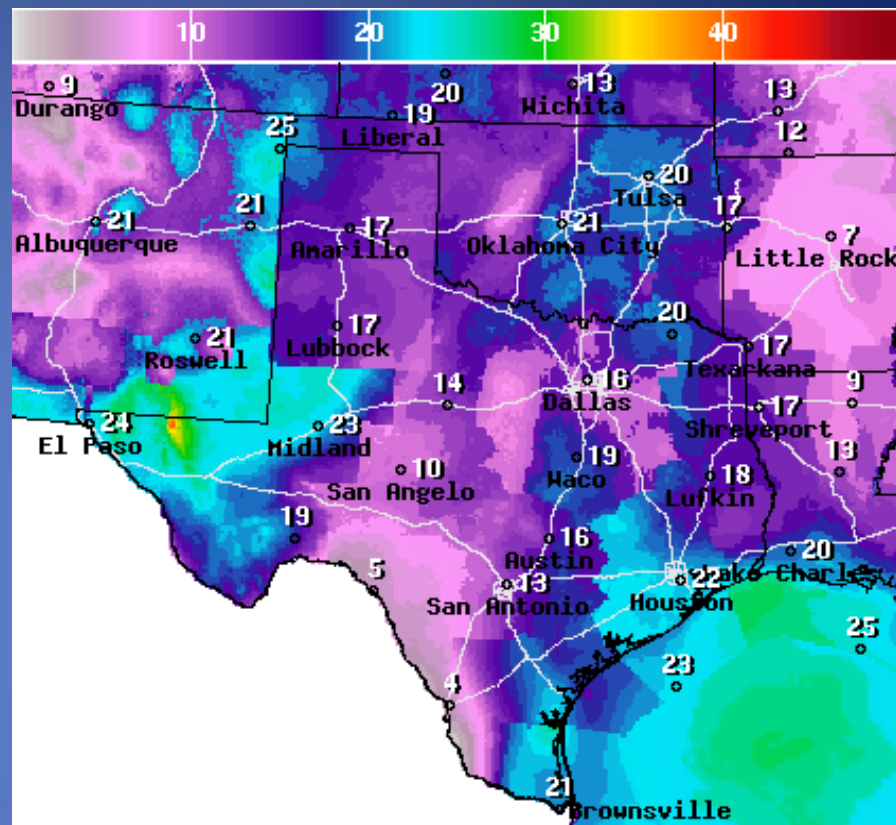 10 20 30 40
9
Durango
20
13
Wichita
13
19
Liberal
25
12
20
Tulsa
21
Albuquerque
21
17
Amarillo
21
Oklahoma City
17
7
Little Rock
21
Roswell
17
Lubbock
20
17
Texarkana
24
El Paso
23
Midland
14
16
Dallas
17
Shreveport
9
10
San Angelo
19
Waco
18
Lufkin
13
19
16
Austin
20
Lake Charles
5
13
San Antonio
22
Houston
25
4
23
21
Brownsville